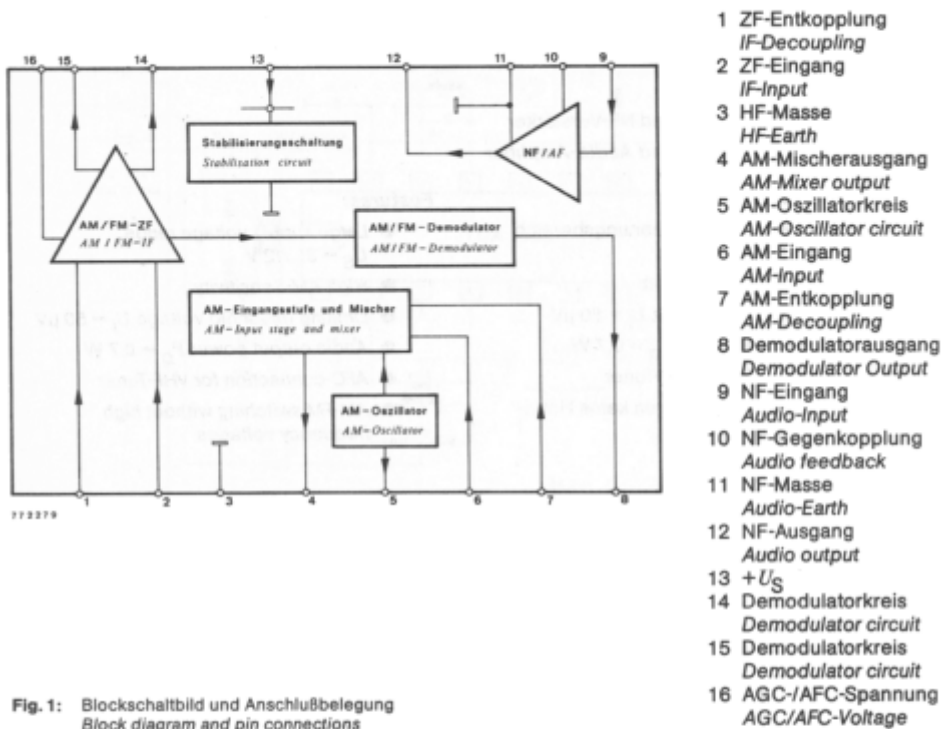 16 15 14 13 12 11 10 9
Stabilisierungsschaltung
Stabilisation circuit
NF/AF
AM/FM-ZF
AM/FM-IF
AM/FM-Demodulator
AM/FM-Demodulator
AM-Eingangsstufe und Mischer
AM-Input stage and mixer
AM-Oszillator
AM-Oscillator
1 2 3 4 5 6 7 8
772279
1 ZF-Entkopplung
IF-Decoupling
2 ZF-Eingang
IF-Input
3 HF-Masse
HF-Earth
4 AM-Mischerausgang
AM-Mixer output
5 AM-Oszillatorkreis
AM-Oscillator circuit
6 AM-Eingang
AM-Input
7 AM-Entkopplung
AM-Decoupling
8 Demodulatorausgang
Demodulator Output
9 NF-Eingang
Audio-Input
10 NF-Gegenkopplung
Audio feedback
11 NF-Masse
Audio-Earth
12 NF-Ausgang
Audio output
13 +US
14 Demodulatorkreis
Demodulator circuit
15 Demodulatorkreis
Demodulator circuit
16 AGC-/AFC-Spannung
AGC/AFC-Voltage
Fig. 1: Blockschaltbild und Anschlußbelegung
Block diagram and pin connections